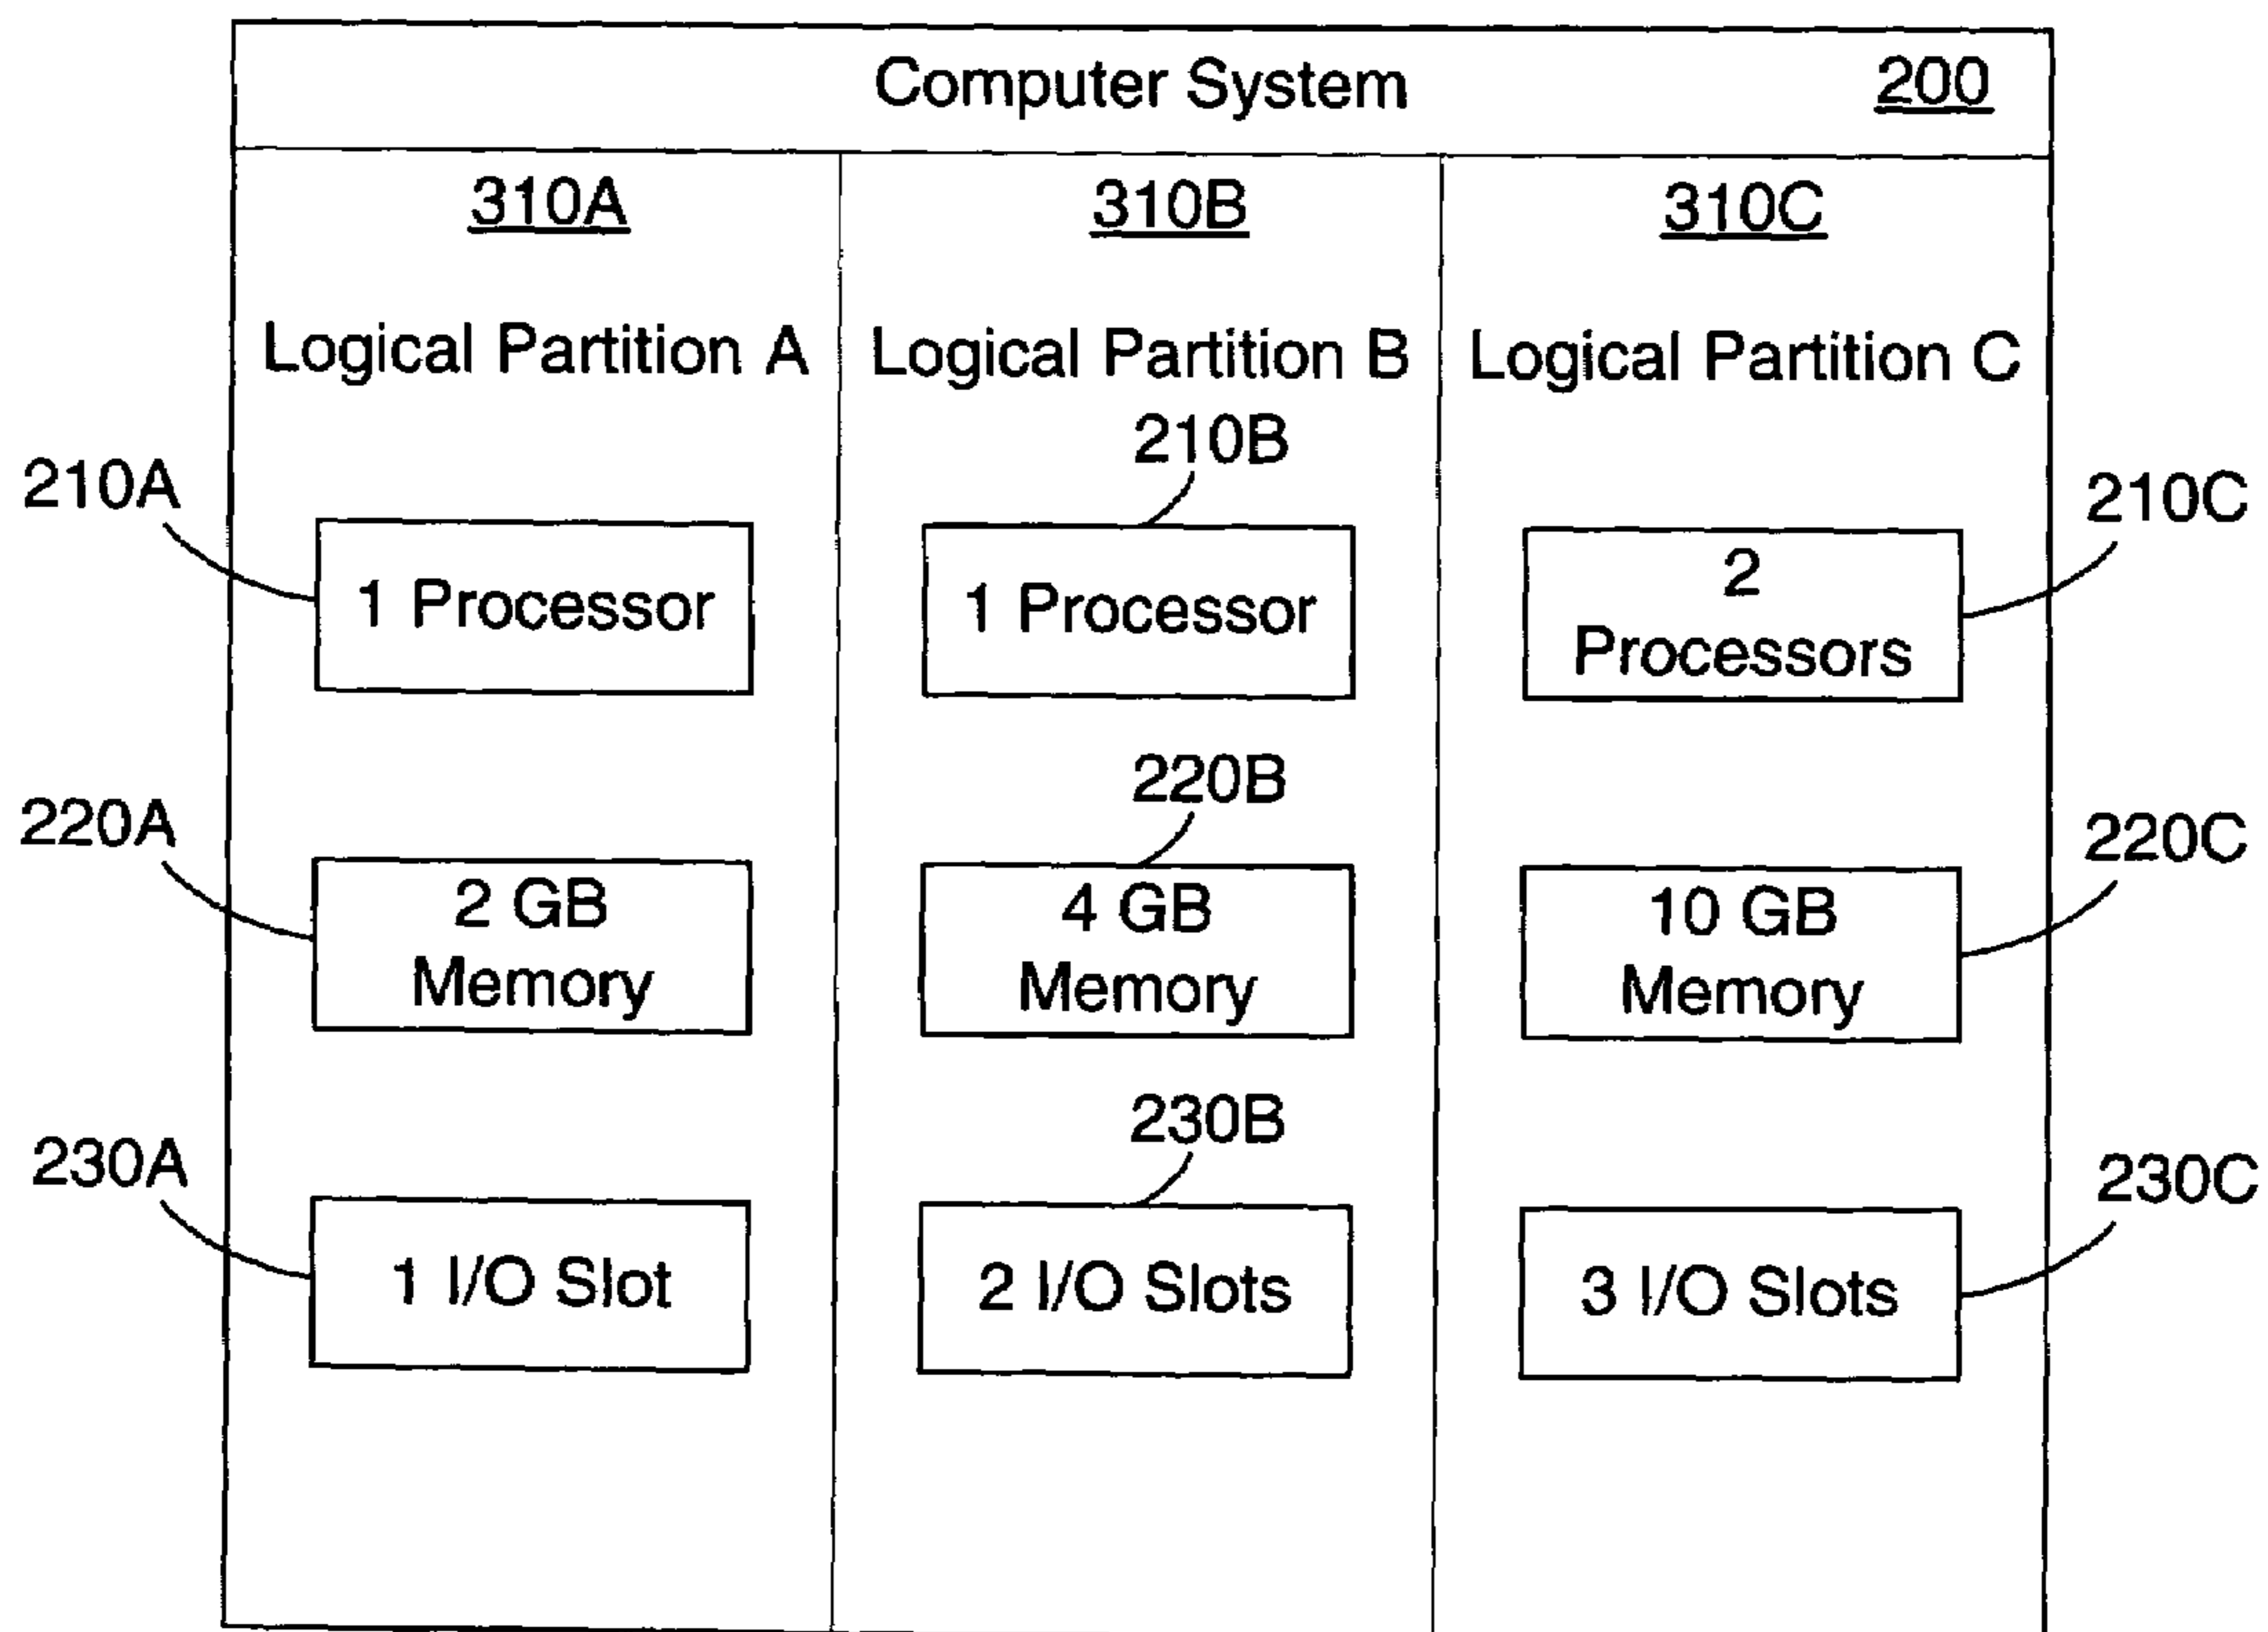 Computer System 200
310A 310B 310C
Logical Partition A Logical Partition B Logical Partition C
210A 210B 210C
1 Processor 1 Processor 2
Processors
220A 220B 220C
2 GB
Memory
4 GB
Memory
10 GB
Memory
230A 230B 230C
1 I/O Slot 2 I/O Slots 3 I/O Slots